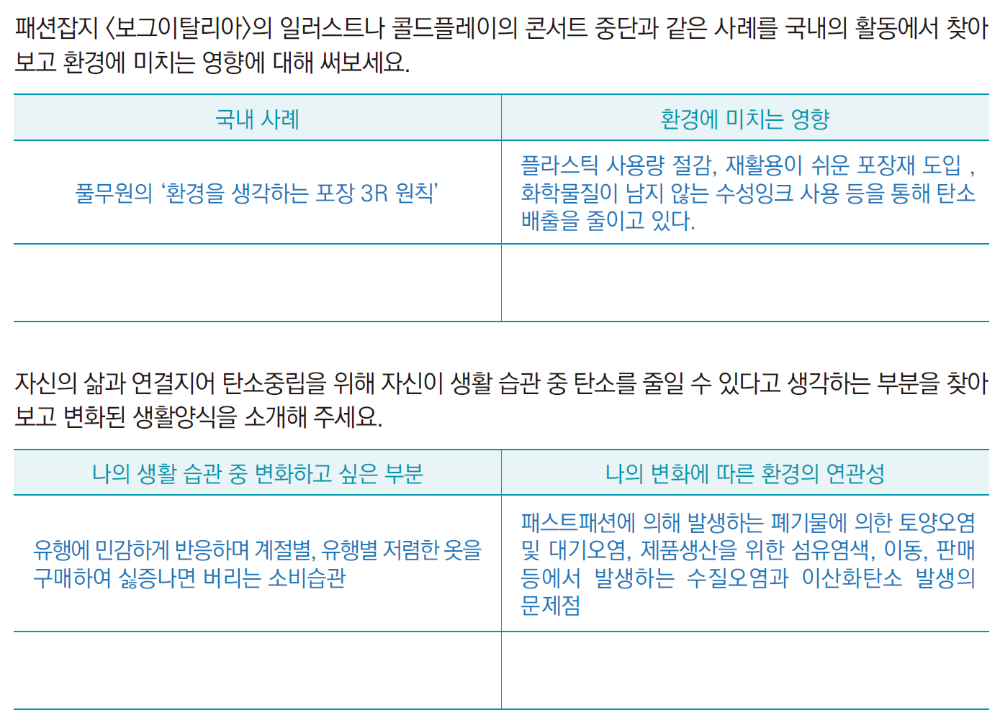 패션잡지 〈보그이탈리아〉의 일러스트나 콜드플레이의 콘서트 중단과 같은 사례를 국내의 활동에서 찾아
보고 환경에 미치는 영향에 대해 써보세요.
국내 사례
환경에 미치는 영향
풀무원의 ‘환경을 생각하는 포장 3R 원칙’
플라스틱 사용량 절감, 재활용이 쉬운 포장재 도입 ,
화학물질이 남지 않는 수성잉크 사용 등을 통해 탄소
배출을 줄이고 있다.
자신의 삶과 연결지어 탄소중립을 위해 자신이 생활 습관 중 탄소를 줄일 수 있다고 생각하는 부분을 찾아
보고 변화된 생활양식을 소개해 주세요.
나의 생활 습관 중 변화하고 싶은 부분
나의 변화에 따른 환경의 연관성
유행에 민감하게 반응하며 계절별, 유행별 저렴한 옷을
구매하여 싫증나면 버리는 소비습관
패스트패션에 의해 발생하는 폐기물에 의한 토양오염
및 대기오염, 제품생산을 위한 섬유염색, 이동, 판매
등에서 발생하는 수질오염과 이산화탄소 발생의
문제점